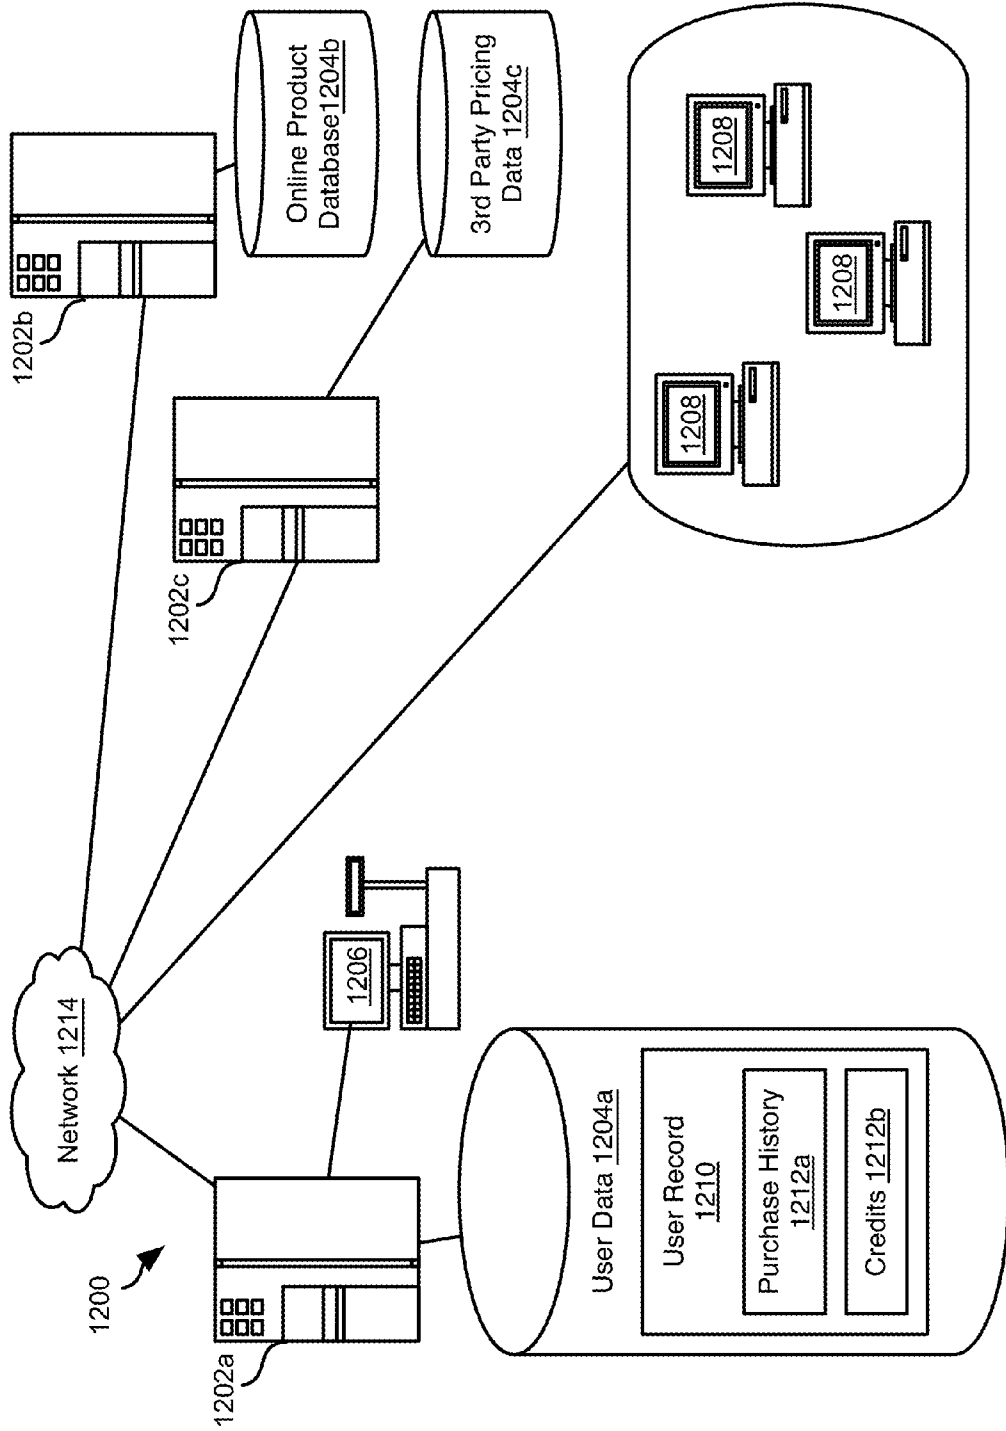 1200
Network 1214
1202a
1206
1202c
1202b
User Data 1204a
User Record
1210
Purchase History
1212a
Credits 1212b
Online Product
Database1204b
3rd Party Pricing
Data 1204c
1208
1208
1208